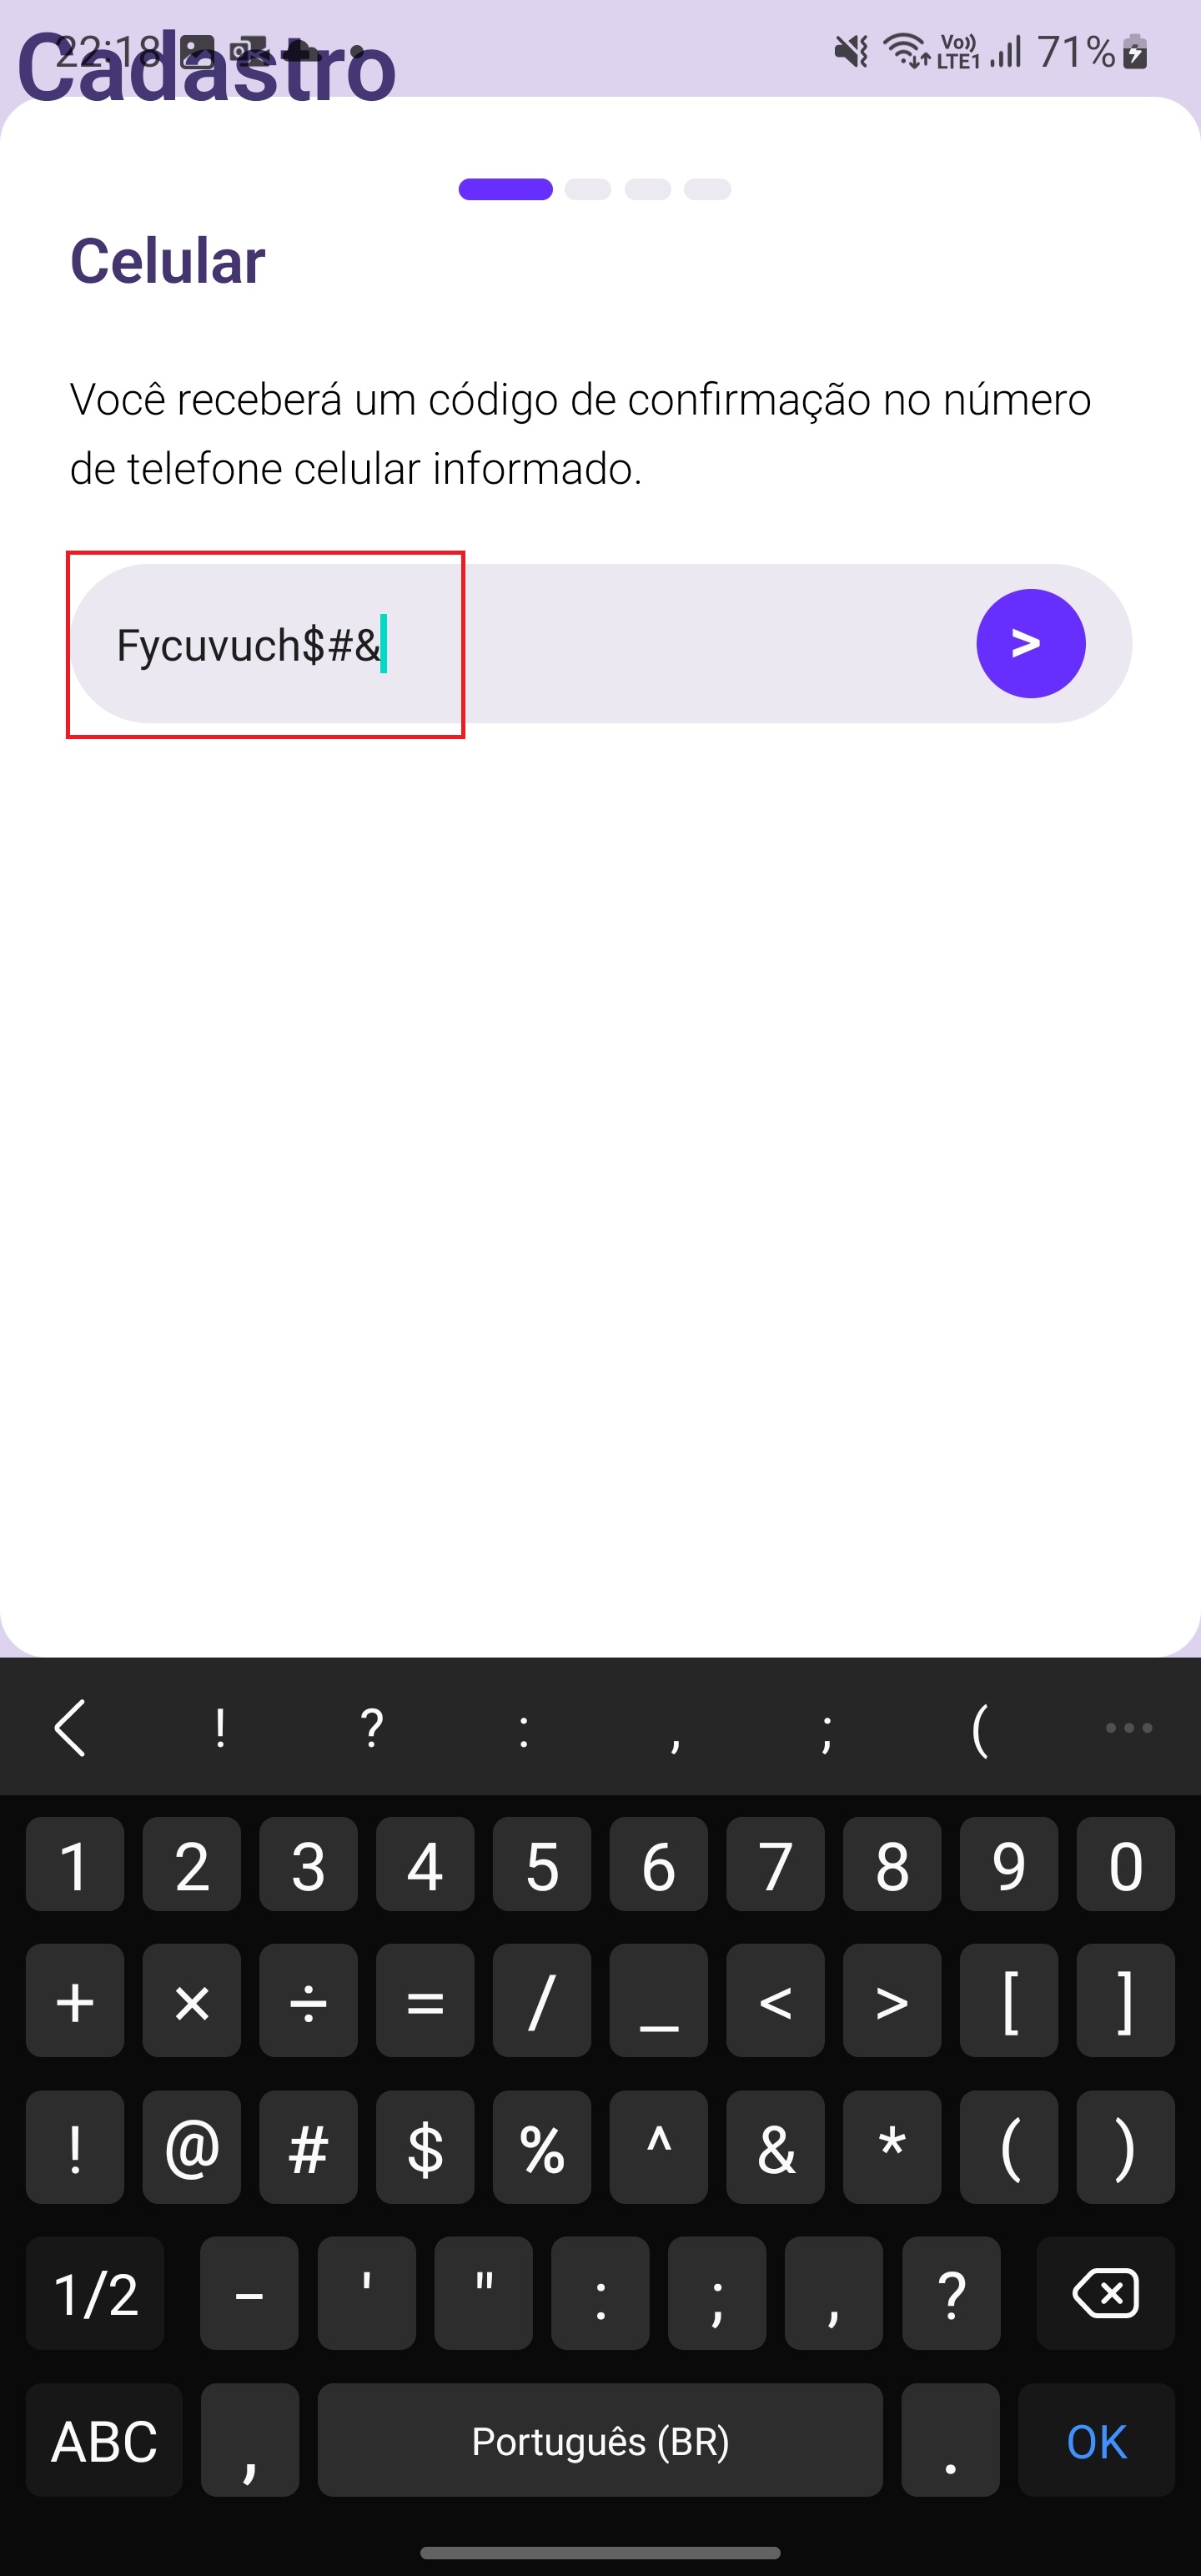 22:18
Vo))
LTE1
71%
Cadastro
Celular
Você receberá um código de confirmação no número
de telefone celular informado.
Fycuvuch$#&
>
! ? : , ; (
1 2 3 4 5 6 7 8 9 0
+ × ÷ = / _ < > [ ]
! @ # $ % ^ & * ( )
1/2 - ' " : ; , ?
ABC , Português (BR) . OK